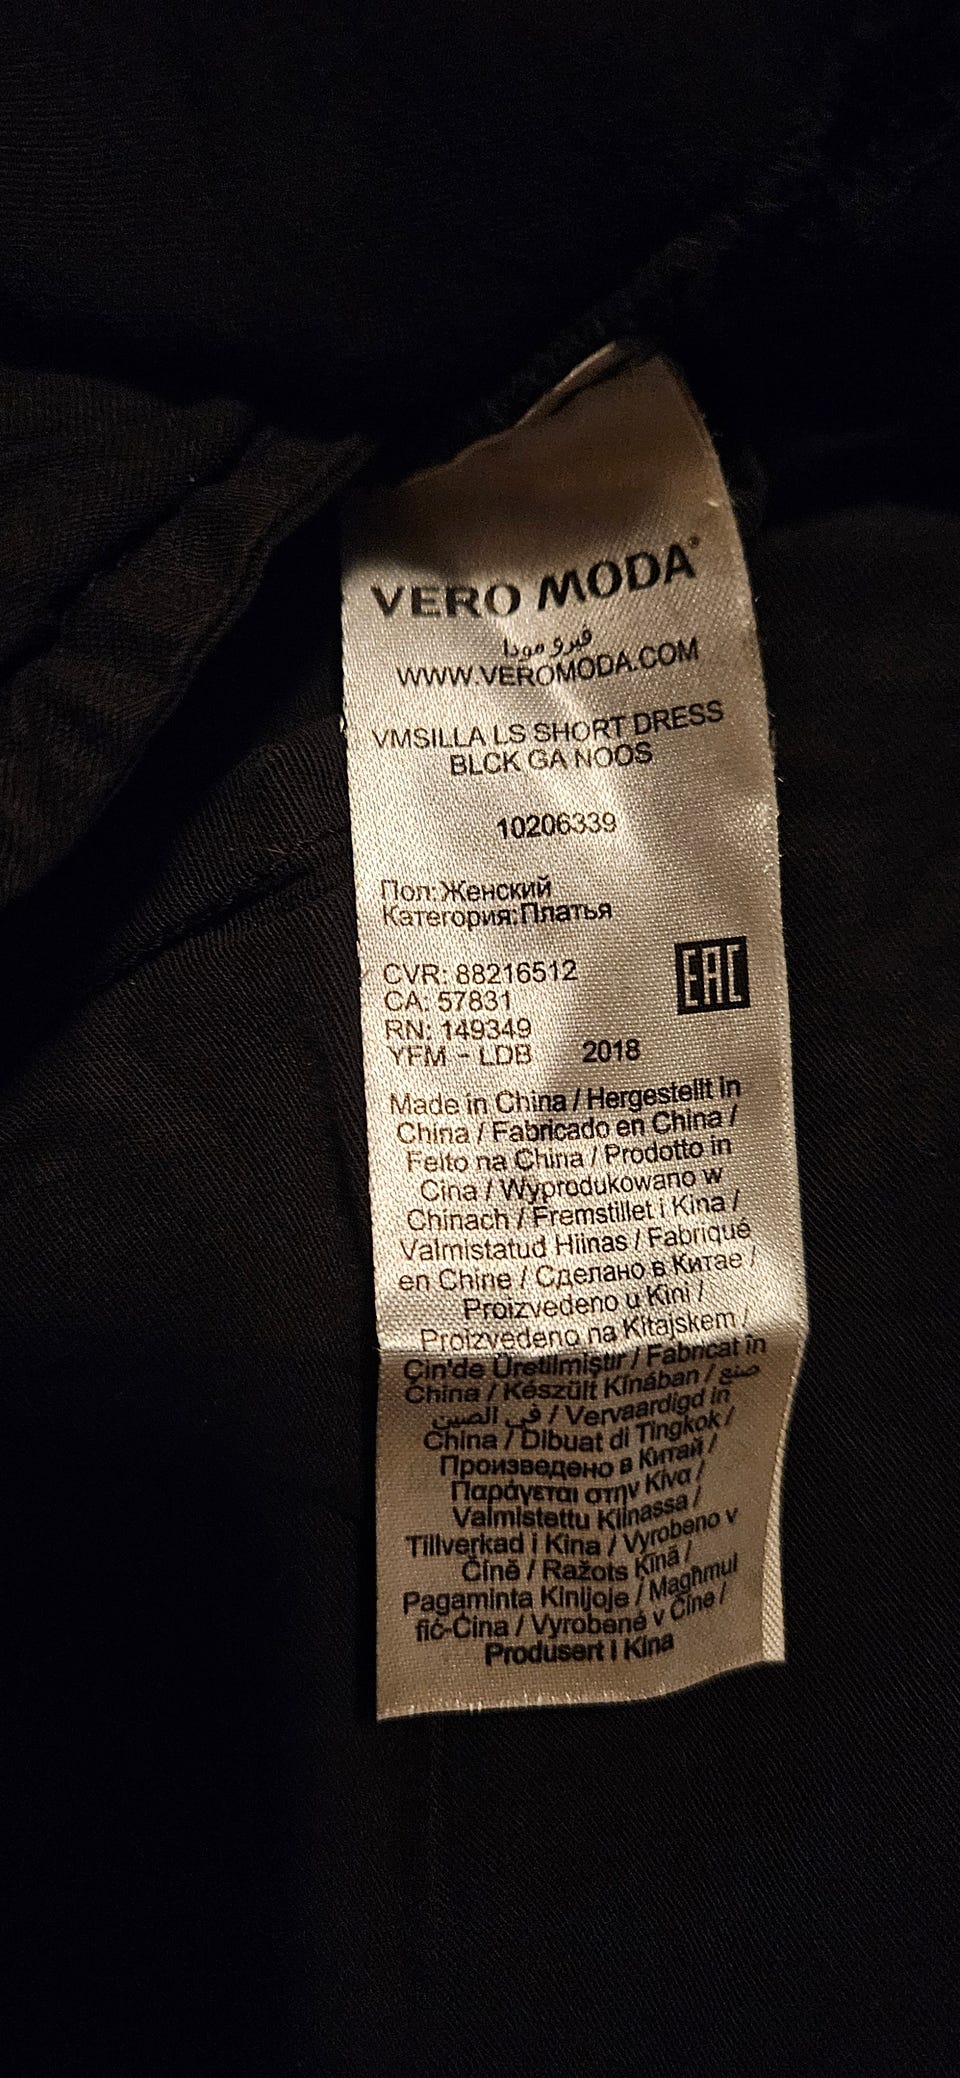 VERO MODA®
فيرو مودا
WWW.VEROMODA.COM
VMSILLA LS SHORT DRESS
BLCK GA NOOS
10206339
Пол:Женский
Категория:Платья
EAC
CVR: 88216512
CA: 57831
RN: 149349
YFM - LDB 2018
Made in China / Hergestellt in
China / Fabricado en China /
Feito na China / Prodotto in
Cina / Wyprodukowano w
Chinach / Fremstillet i Kina /
Valmistatud Hiinas / Fabriqué
en Chine / Сделано в Китае /
Proizvedeno u Kini /
Proizvedeno na Kitajskem /
Çin'de Üretilmiştir / Fabricat în
China / Készült Kínában / صنع
في الصين / Vervaardigd in
China / Dibuat di Tingkok /
Произведено в Китай /
Παράγεται στην Κίνα /
Valmistettu Kiinassa /
Tillverkad i Kina / Vyrobeno v
Číně / Ražots Ķīnā /
Pagaminta Kinijoje / Magħmul
fiċ-Ċina / Vyrobené v Číne /
Produsert i Kina